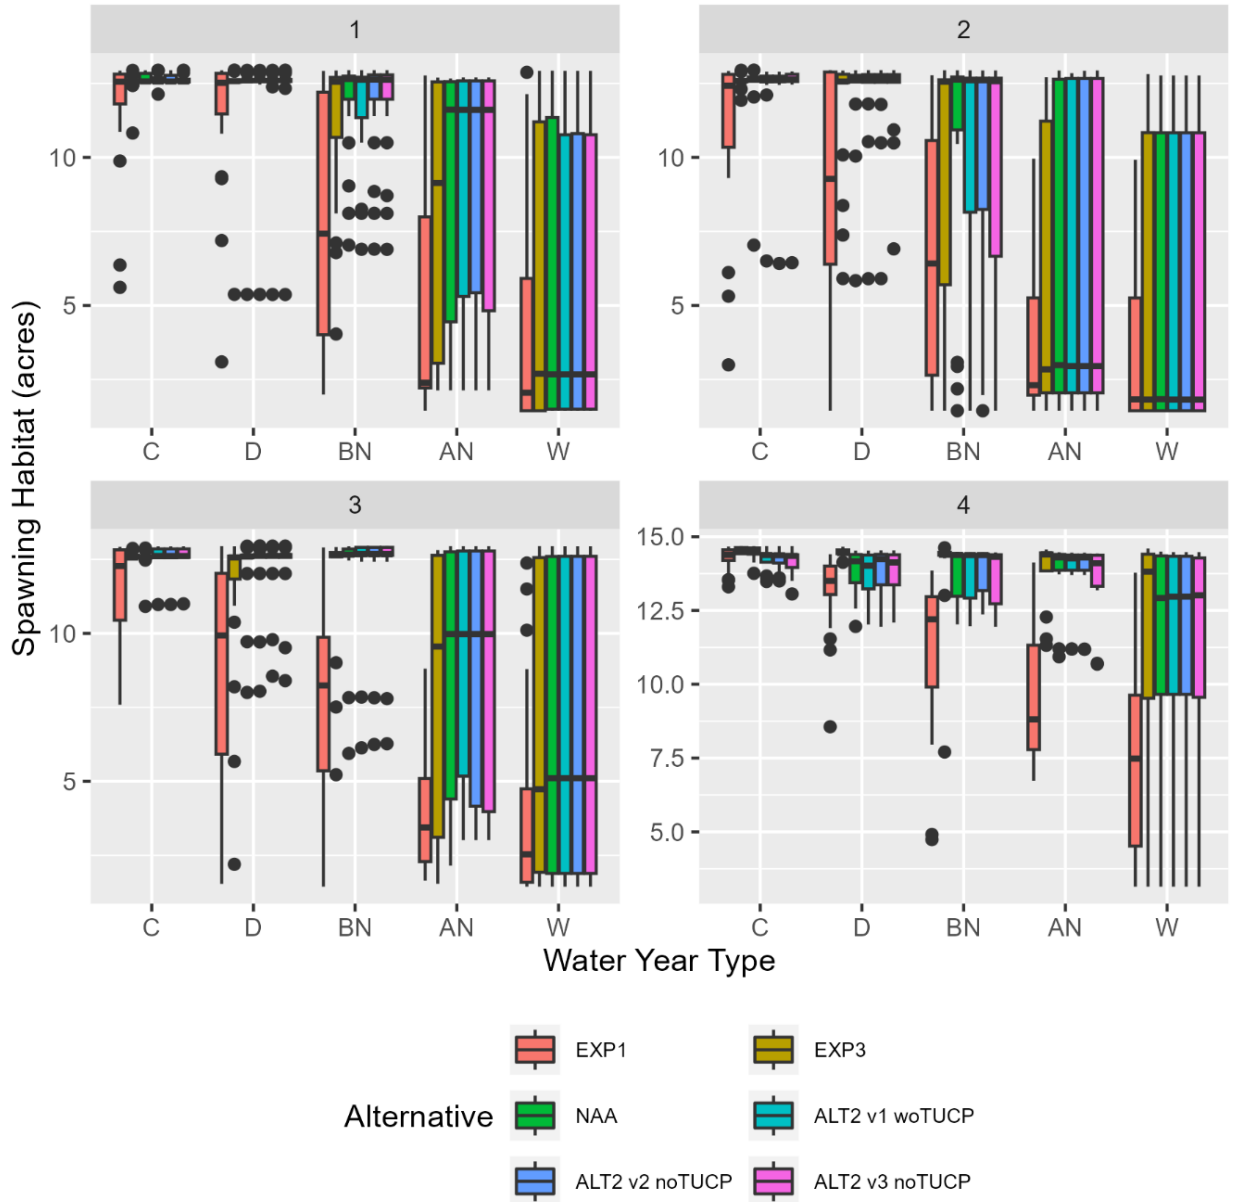 1
2
10
5
10
5
C D BN AN W
C D BN AN W
3
4
10
5
15.0
12.5
10.0
7.5
5.0
C D BN AN W
C D BN AN W
Spawning Habitat (acres)
Water Year Type
Alternative
EXP1
EXP3
NAA
ALT2 v1 woTUCP
ALT2 v2 noTUCP
ALT2 v3 noTUCP